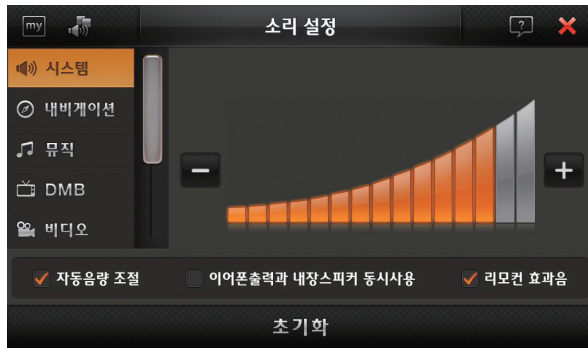 my 소리 설정 ?
시스템
내비게이션
뮤직
DMB
비디오
자동음량 조절 이어폰출력과 내장스피커 동시사용 리모컨 효과음
초기화